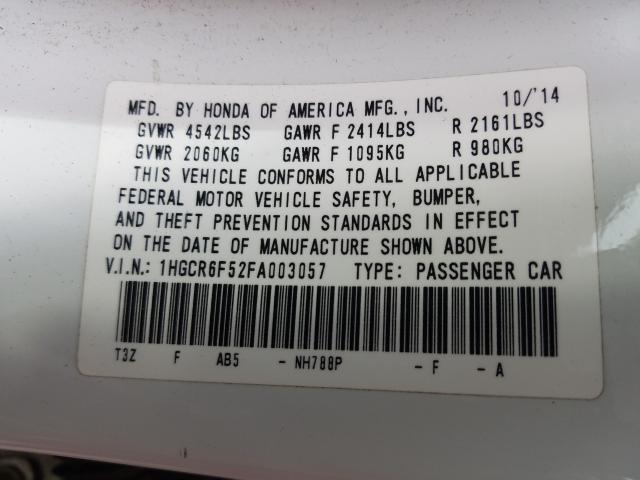 MFD. BY HONDA OF AMERICA MFG., INC. 10/'14
GVWR 4542LBS GAWR F 2414LBS R 2161LBS
GVWR 2060KG GAWR F 1095KG R 980KG
THIS VEHICLE CONFORMS TO ALL APPLICABLE
FEDERAL MOTOR VEHICLE SAFETY, BUMPER,
AND THEFT PREVENTION STANDARDS IN EFFECT
ON THE DATE OF MANUFACTURE SHOWN ABOVE.
V.I.N.: 1HGCR6F52FA003057 TYPE: PASSENGER CAR
T3Z F AB5 - NH788P - F - A